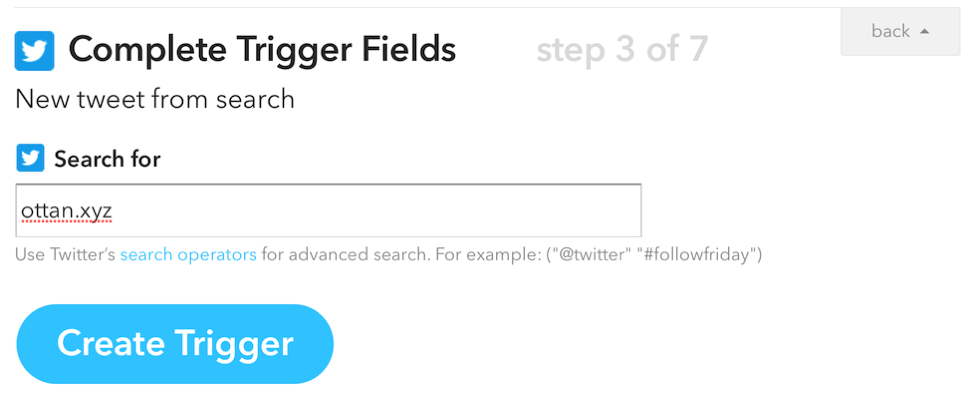 Complete Trigger Fields
step 3 of 7
back
New tweet from search
Search for
ottan.xyz
Use Twitter's search operators for advanced search. For example: ("@twitter" "#followfriday")
Create Trigger